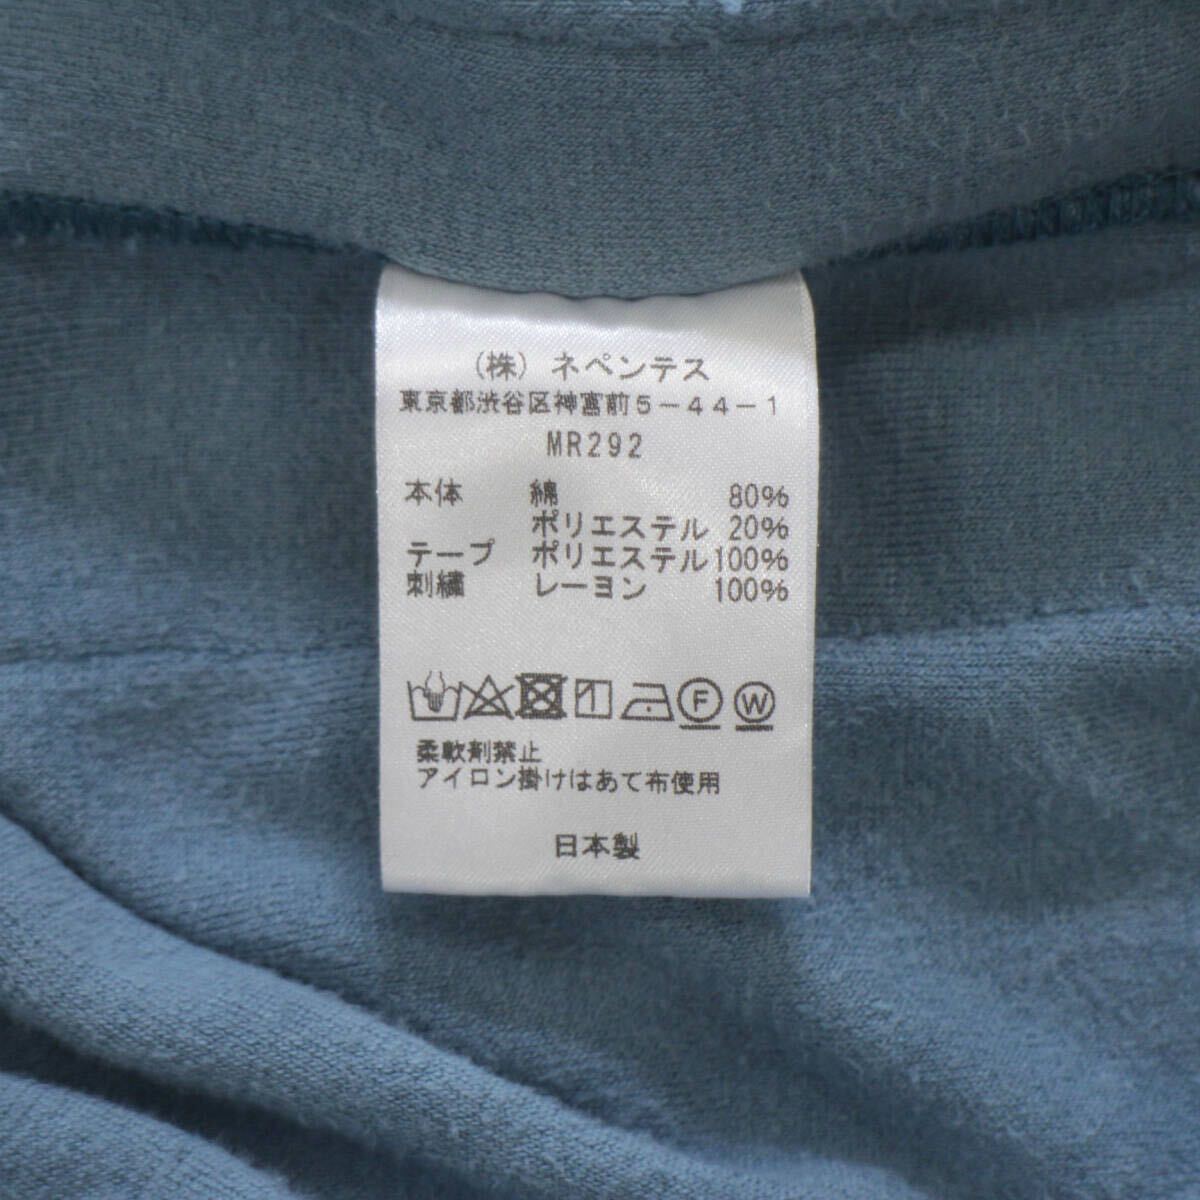 (株) ネペンテス
東京都渋谷区神宮前5-44-1
MR292
本体 綿 80%
ポリエステル 20%
テープ ポリエステル 100%
刺繍 レーヨン 100%
F W
柔軟剤禁止
アイロン掛けはあて布使用
日本製